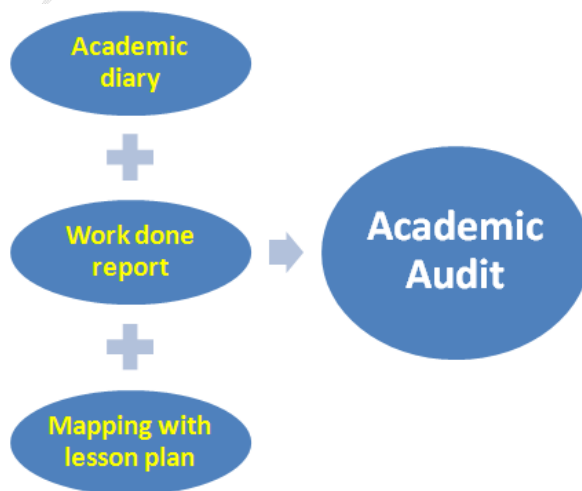 Academic
diary
Work done
report
Academic
Audit
Mapping with
lesson plan